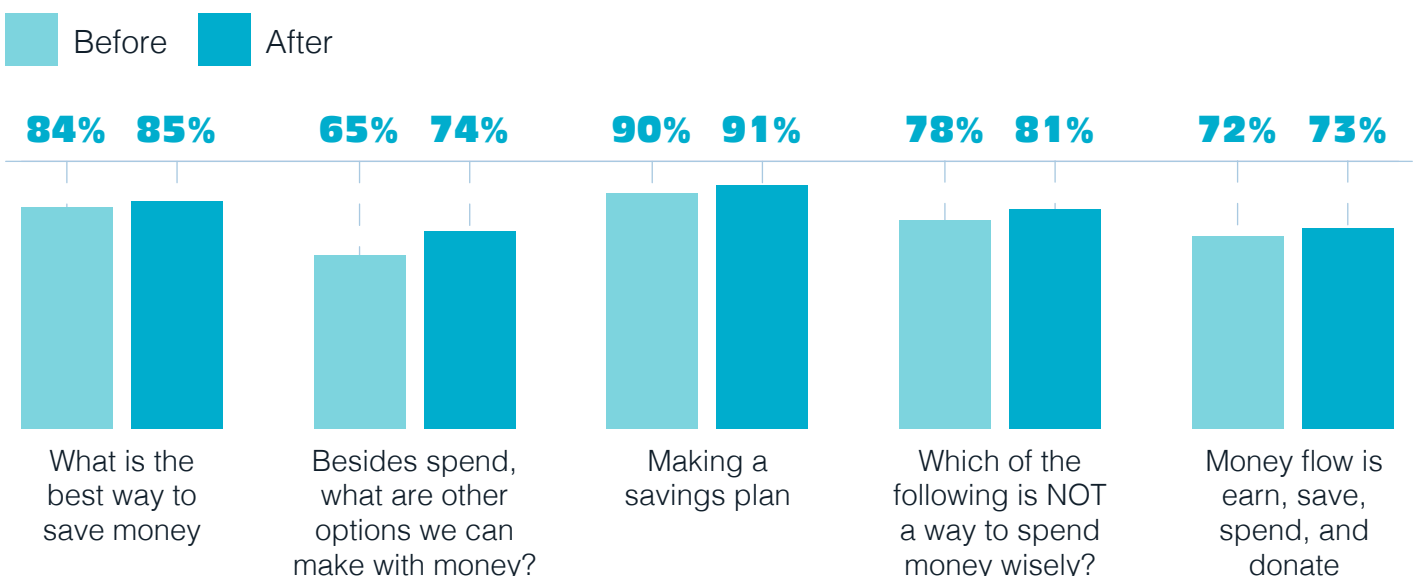 Before After
84% 85% 65% 74% 90% 91% 78% 81% 72% 73%
What is the
best way to
save money
Besides spend,
what are other
options we can
make with money?
Making a
savings plan
Which of the
following is NOT
a way to spend
money wisely?
Money flow is
earn, save,
spend, and
donate